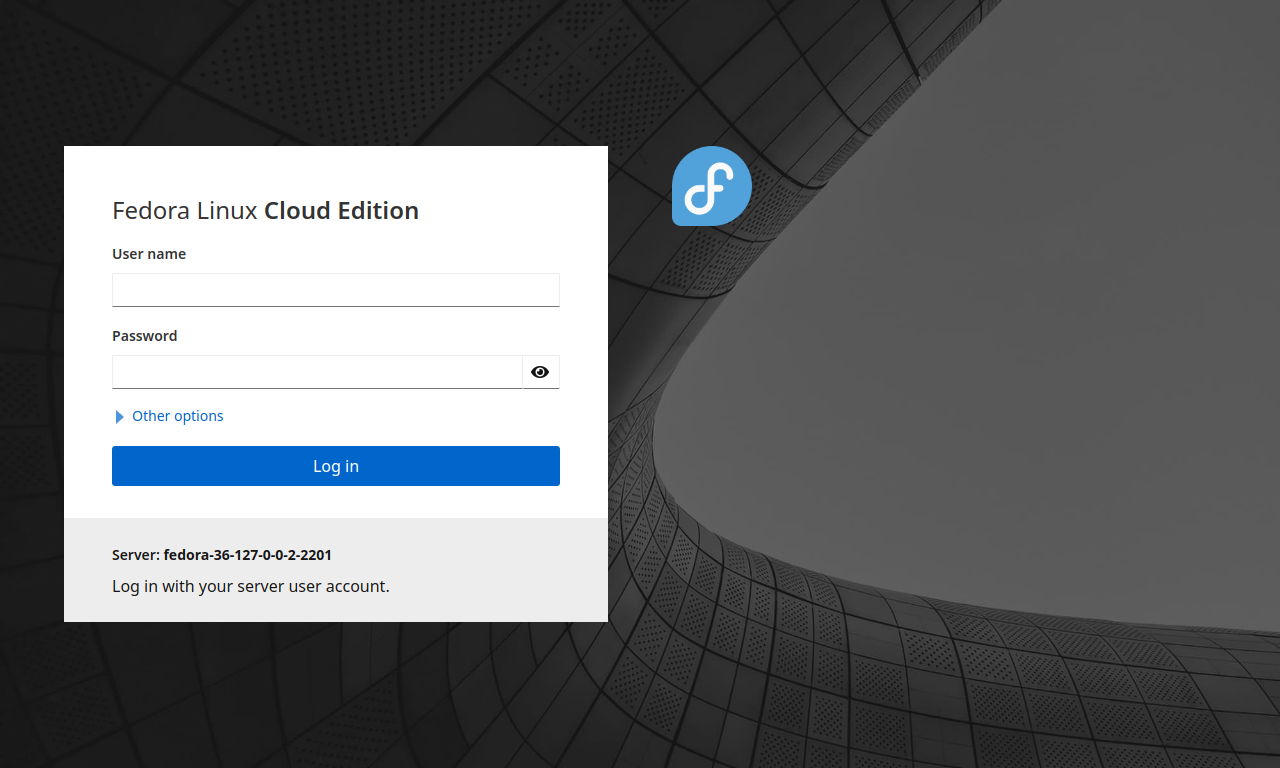 Fedora Linux Cloud Edition
User name
Password
Other options
Log in
Server: fedora-36-127-0-0-2-2201
Log in with your server user account.